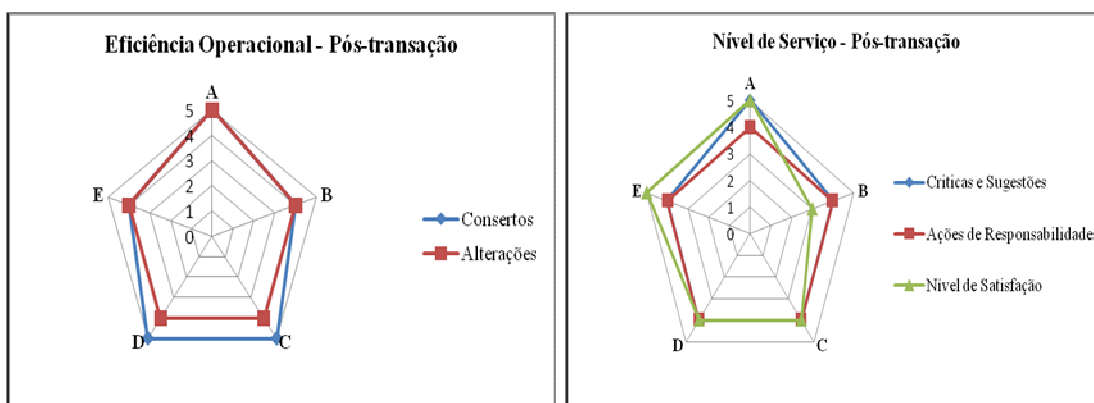 Eficiência Operacional - Pós-transação
A
5
4
3
2
1
0
E
B
D
C
Consertos
Alterações
Nível de Serviço - Pós-transação
A
5
4
3
2
1
0
E
B
D
C
Críticas e Sugestões
Ações de Responsabilidades
Nível de Satisfação